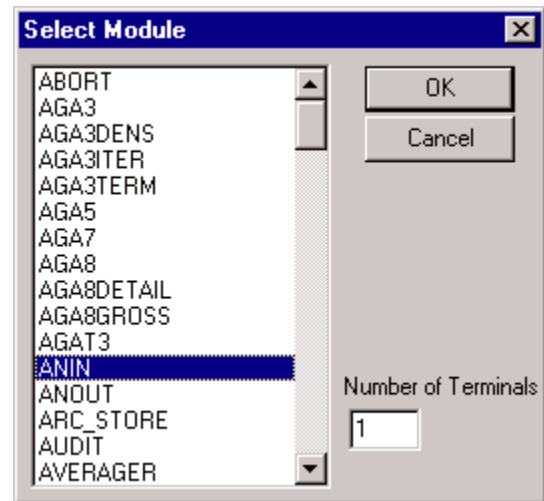 Select Module
ABORT
AGA3
AGA3DENS
AGA3ITER
AGA3TERM
AGA5
AGA7
AGA8
AGA8DETAIL
AGA8GROSS
AGAT3
ANIN
ANOUT
ARC_STORE
AUDIT
AVERAGER
OK
Cancel
Number of Terminals
1